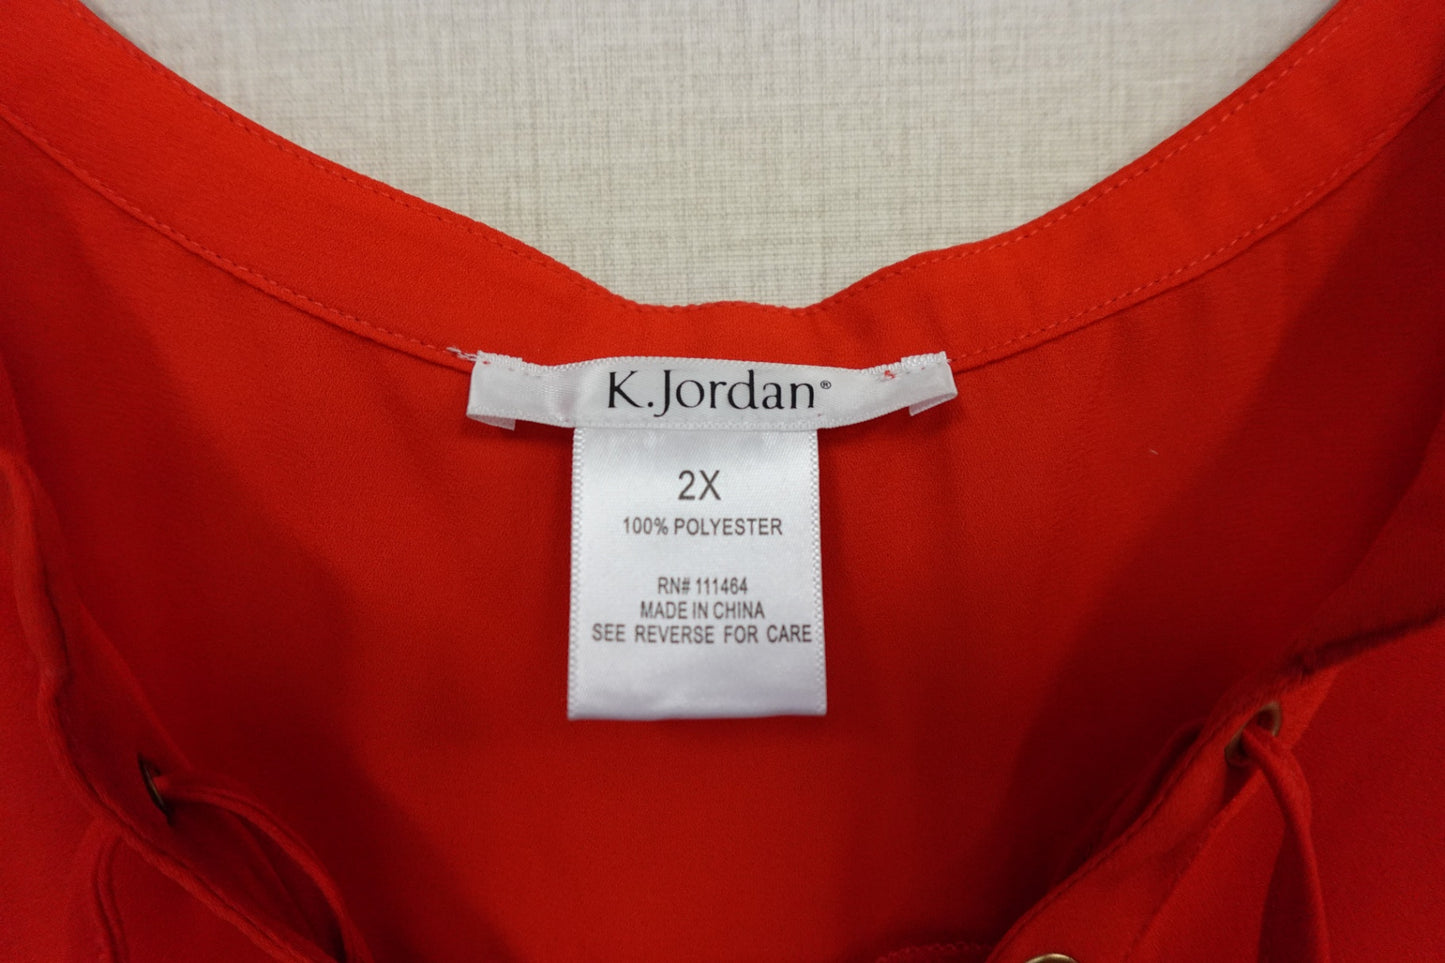 K.Jordan®
2X
100% POLYESTER
RN# 111464
MADE IN CHINA
SEE REVERSE FOR CARE